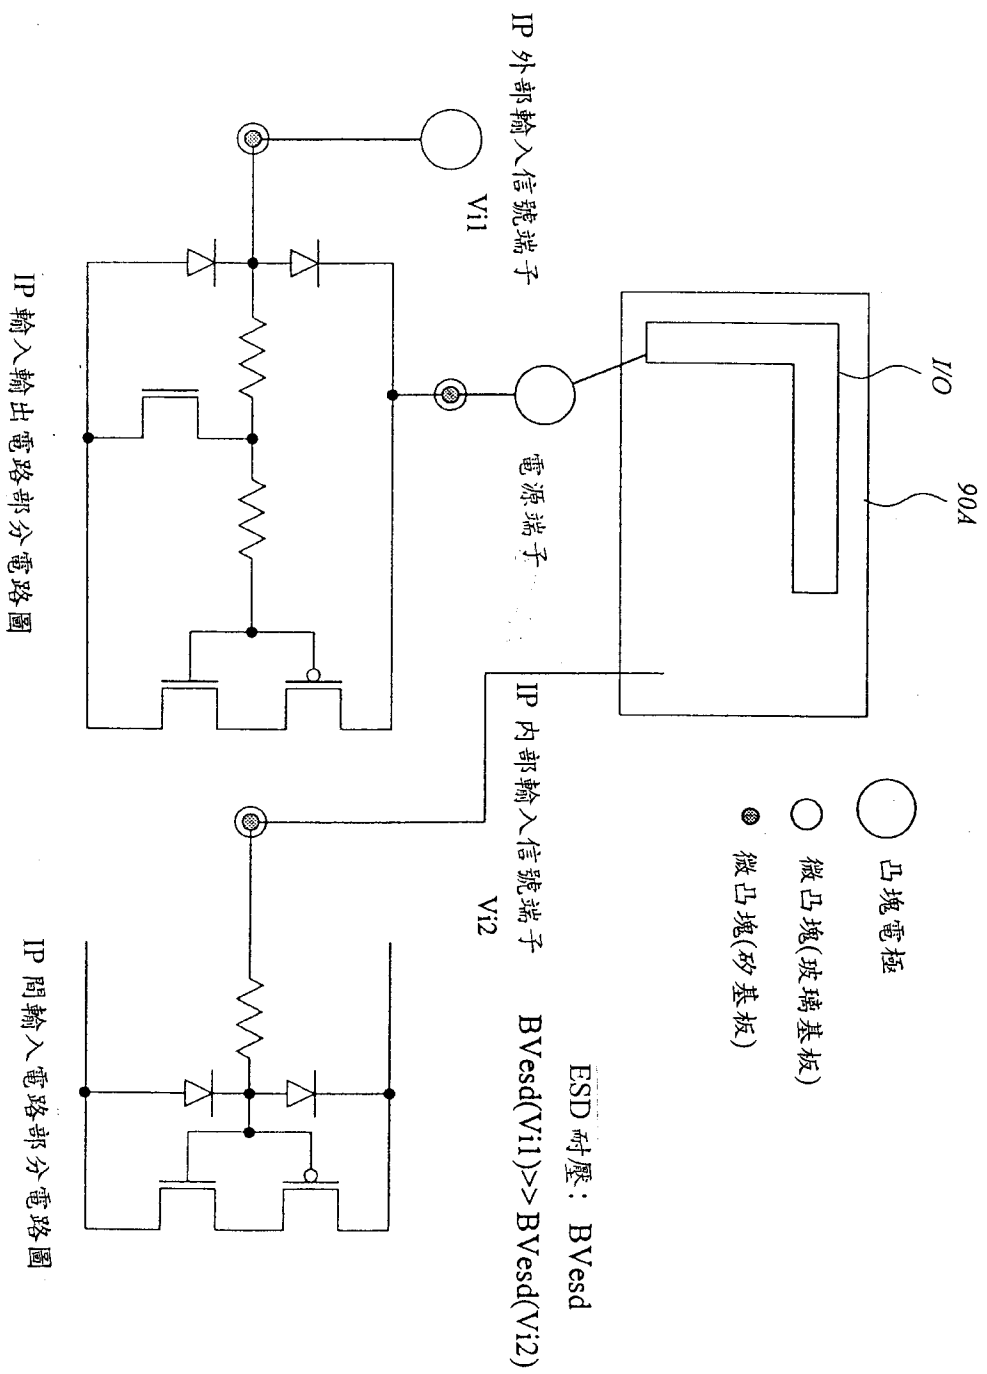 I/O
90A
凸塊電極
微凸塊(玻璃基板)
微凸塊(矽基板)
ESD 耐壓： BVesd
BVesd(Vi1)>>BVesd(Vi2)
IP 外部輸入信號端子
Vi1
電源端子
IP 內部輸入信號端子
Vi2
IP 輸入輸出電路部分電路圖
IP 間輸入電路部分電路圖